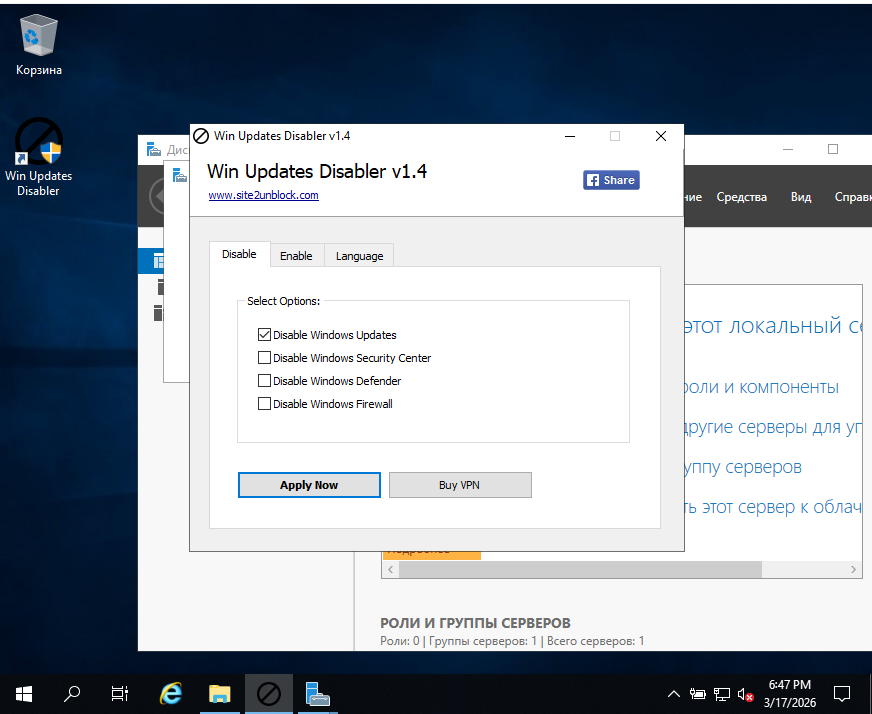 Корзина
Win Updates
Disabler
Дис
Win Updates Disabler v1.4
Win Updates Disabler v1.4
www.site2unblock.com
Share
ние
Средства
Вид
Справк
Disable
Enable
Language
Select Options:
Disable Windows Updates
Disable Windows Security Center
Disable Windows Defender
Disable Windows Firewall
Apply Now
Buy VPN
этот локальный се
роли и компоненты
другие серверы для уп
уппу серверов
ть этот сервер к облач
РОЛИ И ГРУППЫ СЕРВЕРОВ
Роли: 0 | Группы серверов: 1 | Всего серверов: 1
6:47 PM
3/17/2026